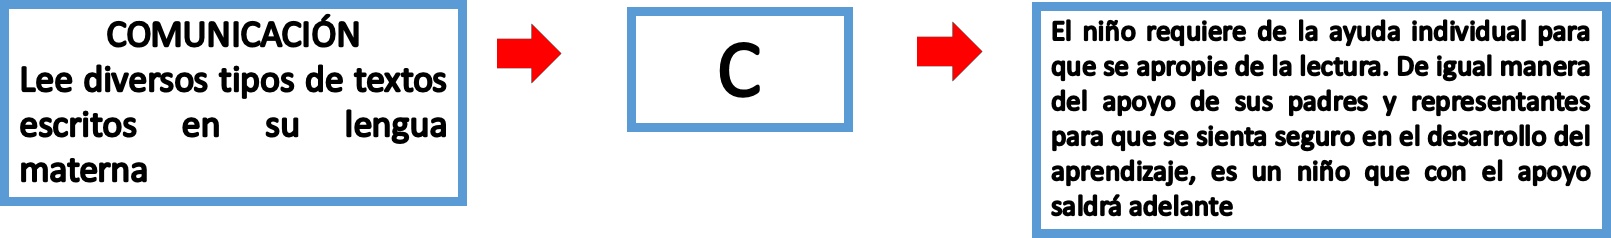 COMUNICACIÓN
Lee diversos tipos de textos
escritos en su lengua
materna
C
El niño requiere de la ayuda individual para
que se apropie de la lectura. De igual manera
del apoyo de sus padres y representantes
para que se sienta seguro en el desarrollo del
aprendizaje, es un niño que con el apoyo
saldrá adelante